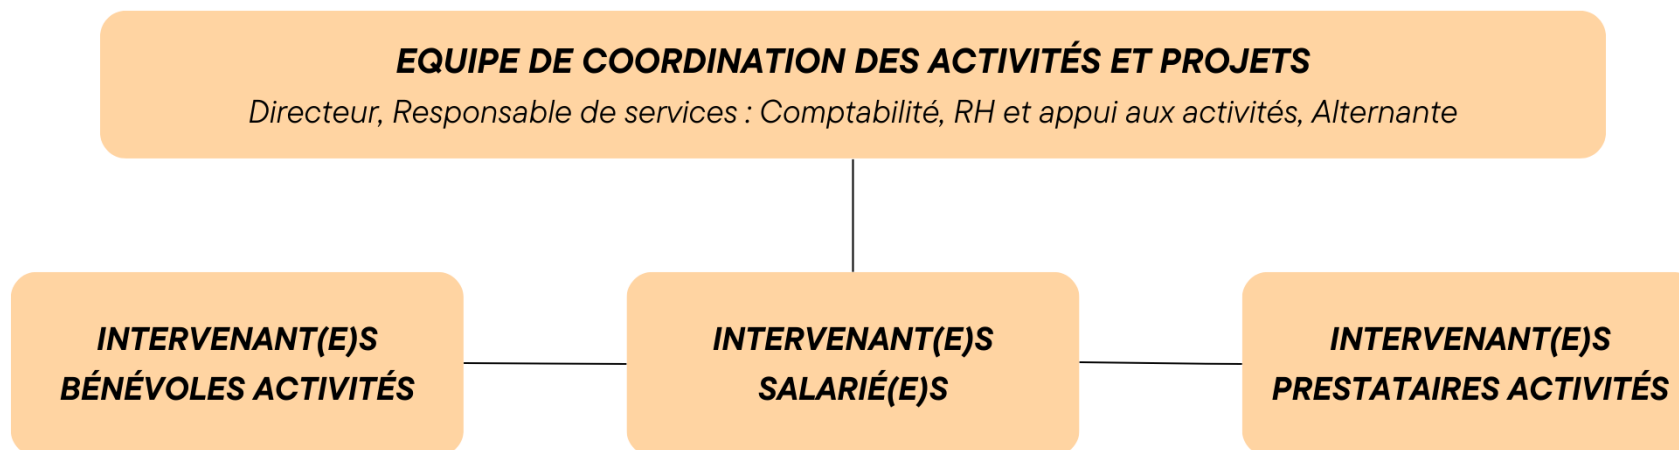 EQUIPE DE COORDINATION DES ACTIVITÉS ET PROJETS
Directeur, Responsable de services : Comptabilité, RH et appui aux activités, Alternante
INTERVENANT(E)S
BÉNÉVOLES ACTIVITÉS
INTERVENANT(E)S
SALARIÉ(E)S
INTERVENANT(E)S
PRESTATAIRES ACTIVITÉS